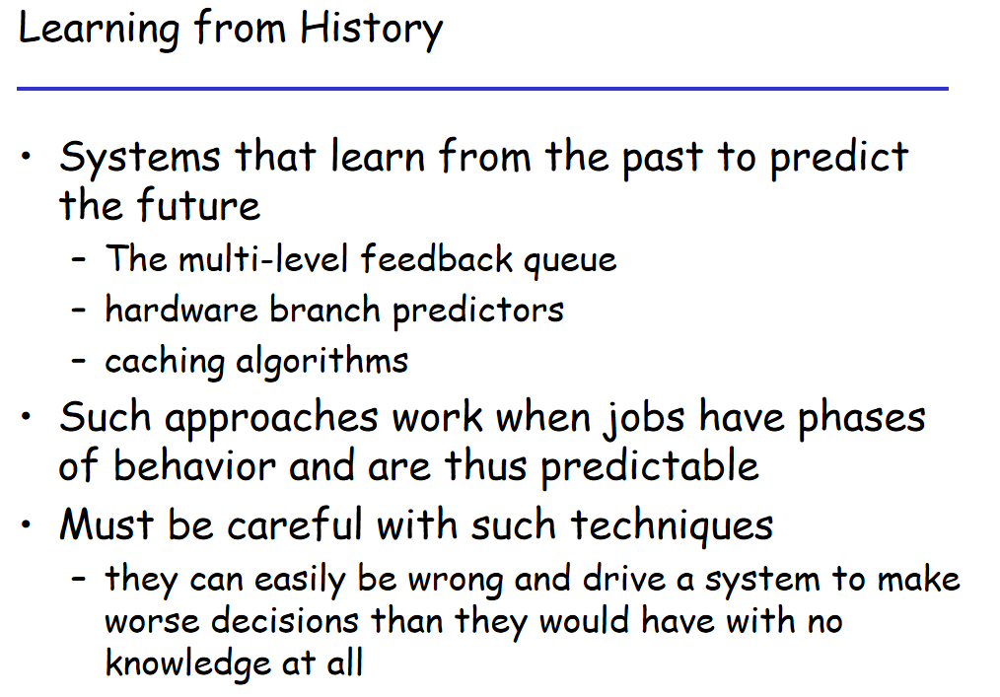 Learning from History
• Systems that learn from the past to predict
the future
– The multi-level feedback queue
– hardware branch predictors
– caching algorithms
• Such approaches work when jobs have phases
of behavior and are thus predictable
• Must be careful with such techniques
– they can easily be wrong and drive a system to make
worse decisions than they would have with no
knowledge at all